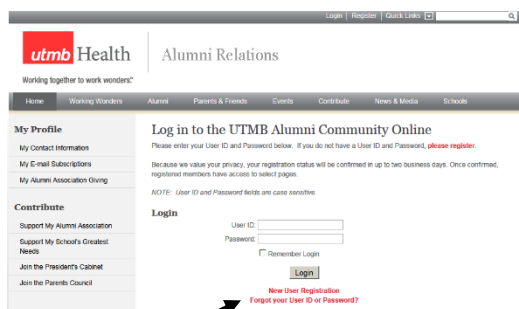 Login | Register | Quick Links
utmb Health
Alumni Relations
Working together to work wonders.™
Home Working Wonders Alumni Parents & Friends Events Contribute News & Media Schools
My Profile
My Contact Information
My E-mail Subscriptions
My Alumni Association Giving
Contribute
Support My Alumni Association
Support My School's Greatest
Needs
Join the President's Cabinet
Join the Parents Council
Log in to the UTMB Alumni Community Online
Please enter your User ID and Password below. If you do not have a User ID and Password, please register.
Because we value your privacy, your registration status will be confirmed in up to two business days. Once confirmed,
registered members have access to select pages.
NOTE: User ID and Password fields are case sensitive.
Login
User ID:
Password:
Remember Login
Login
New User Registration
Forgot your User ID or Password?